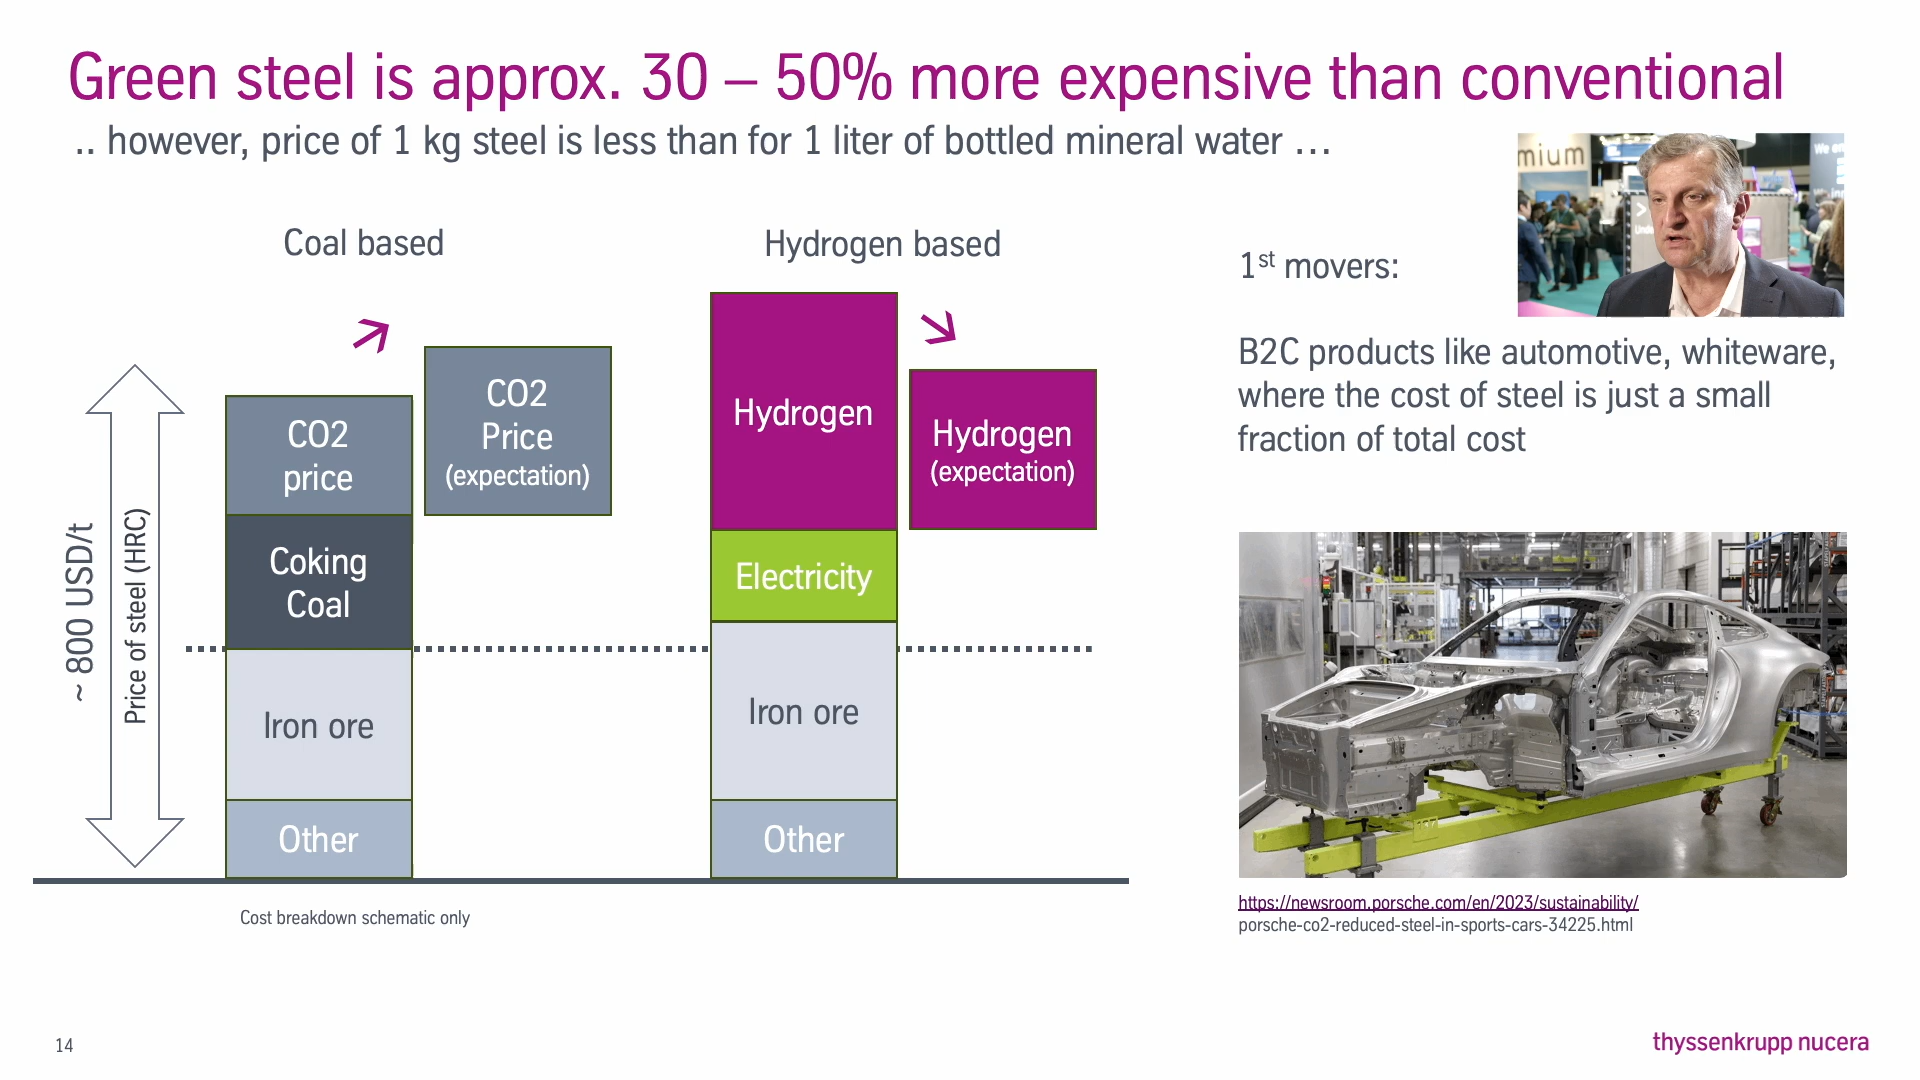 Green steel is approx. 30 – 50% more expensive than conventional
.. however, price of 1 kg steel is less than for 1 liter of bottled mineral water …
mium
We en
Coal based
Hydrogen based
1st movers:
B2C products like automotive, whiteware,
where the cost of steel is just a small
fraction of total cost
~ 800 USD/t
Price of steel (HRC)
CO2
price
Coking
Coal
Iron ore
Other
CO2
Price
(expectation)
Hydrogen
Electricity
Iron ore
Other
Hydrogen
(expectation)
Cost breakdown schematic only
https://newsroom.porsche.com/en/2023/sustainability/
porsche-co2-reduced-steel-in-sports-cars-34225.html
14
thyssenkrupp nucera